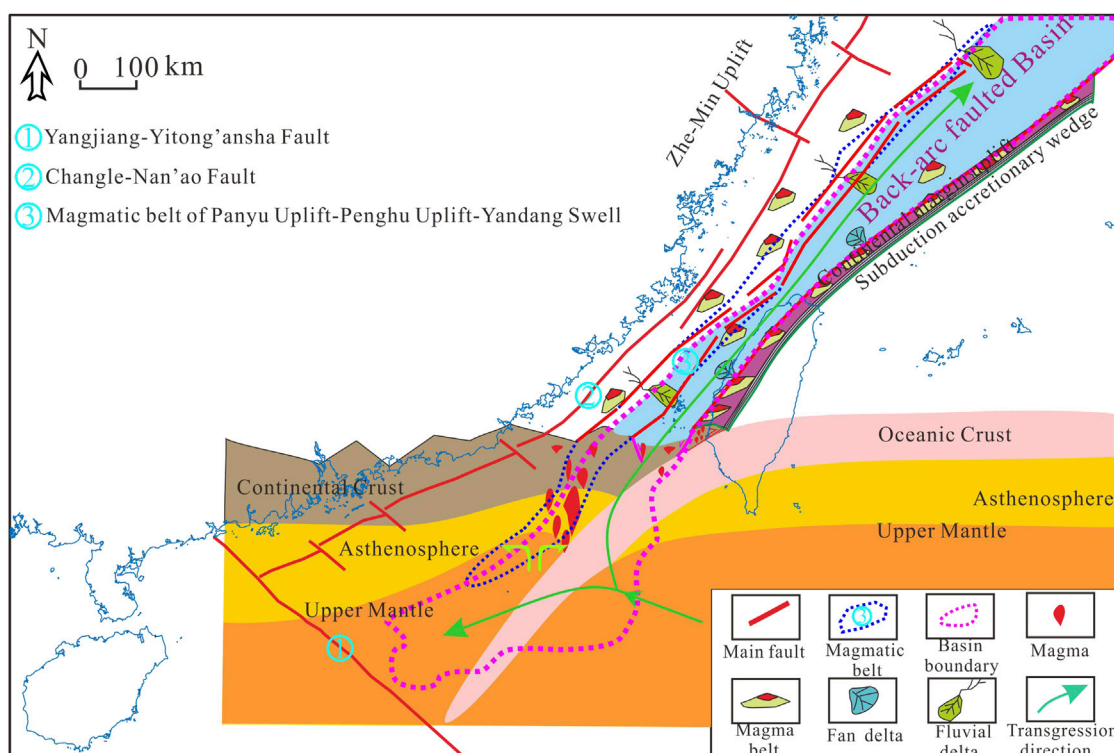 N
0 100 km
① Yangjiang-Yitong'ansha Fault
② Changle-Nan'ao Fault
③ Magmatic belt of Panyu Uplift-Penghu Uplift-Yandang Swell
Zhe-Min Uplift
Back-arc faulted Basin
Continental margin uplift
Subduction accretionary wedge
③
②
Oceanic Crust
Continental Crust
Asthenosphere
Asthenosphere
Upper Mantle
Upper Mantle
①
③
Main fault
Magmatic
belt
Basin
boundary
Magma
Magma
belt
Fan delta
Fluvial
delta
Transgression
direction